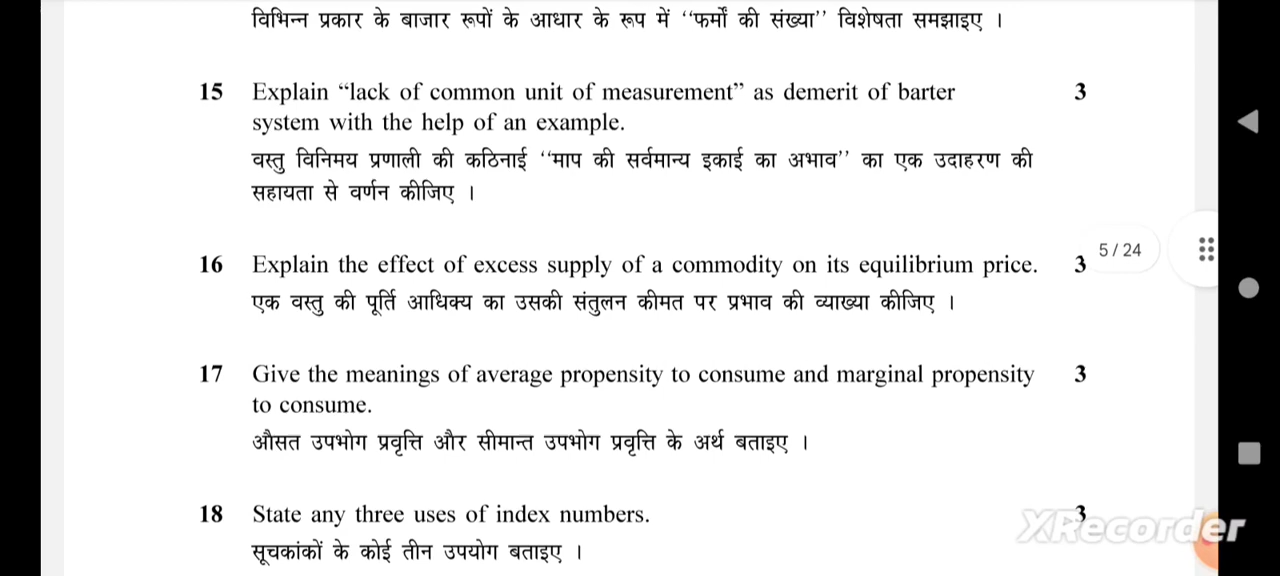 विभिन्न प्रकार के बाजार रूपों के आधार के रूप में “फर्मों की संख्या” विशेषता समझाइए ।
15 Explain “lack of common unit of measurement” as demerit of barter 3
system with the help of an example.
वस्तु विनिमय प्रणाली की कठिनाई “माप की सर्वमान्य इकाई का अभाव” का एक उदाहरण की
सहायता से वर्णन कीजिए ।
5 / 24
16 Explain the effect of excess supply of a commodity on its equilibrium price. 3
एक वस्तु की पूर्ति आधिक्य का उसकी संतुलन कीमत पर प्रभाव की व्याख्या कीजिए ।
17 Give the meanings of average propensity to consume and marginal propensity 3
to consume.
औसत उपभोग प्रवृत्ति और सीमान्त उपभोग प्रवृत्ति के अर्थ बताइए ।
18 State any three uses of index numbers. 3
XRecorder
सूचकांकों के कोई तीन उपयोग बताइए ।